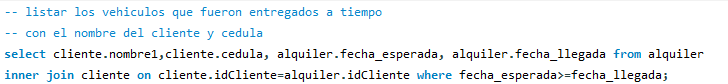 -- listar los vehiculos que fueron entregados a tiempo
-- con el nombre del cliente y cedula
select cliente.nombre1,cliente.cedula, alquiler.fecha_esperada, alquiler.fecha_llegada from alquiler
inner join cliente on cliente.idCliente=alquiler.idCliente where fecha_esperada>=fecha_llegada;